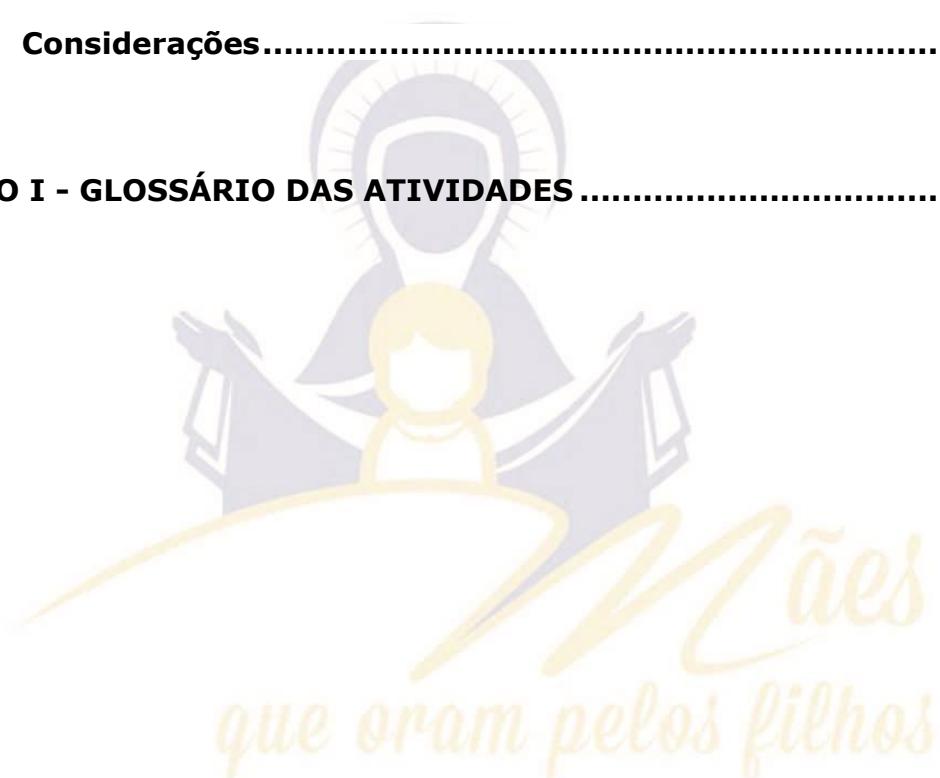 Considerações.................................................................
O I - GLOSSÁRIO DAS ATIVIDADES ..................................
Mães
que oram pelos filhos